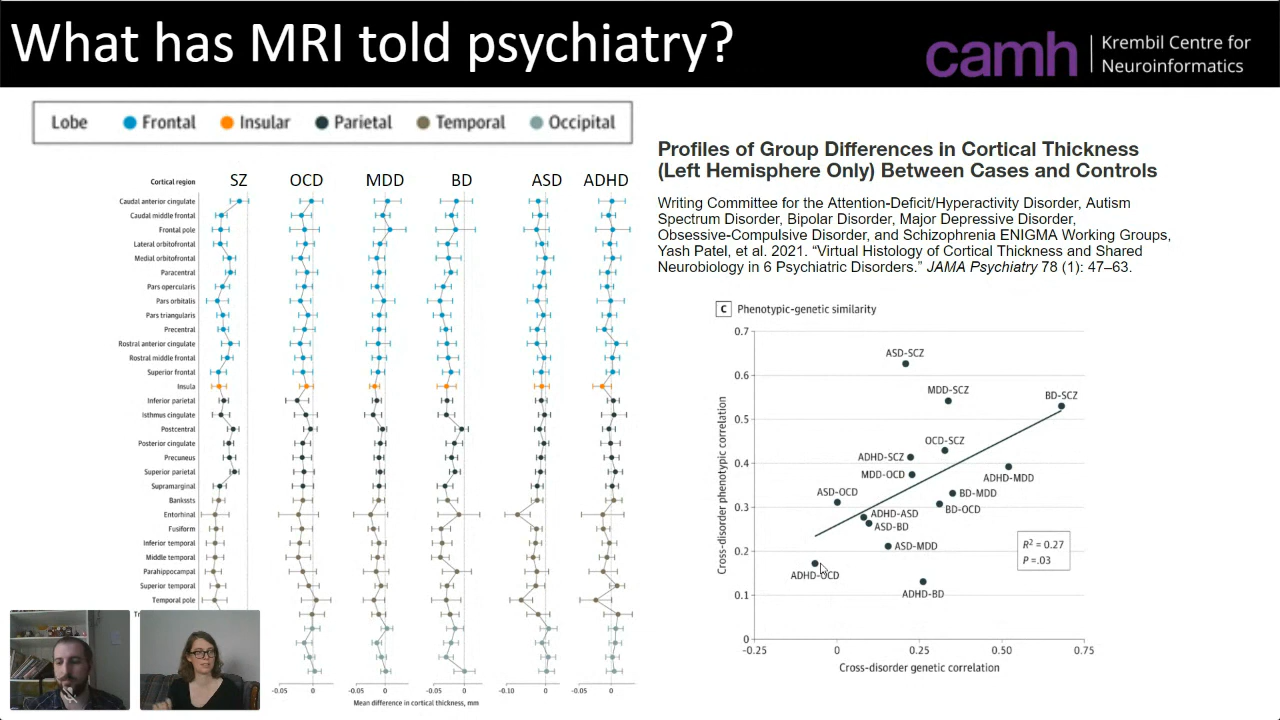 What has MRI told psychiatry?
camh
Krembil Centre for
Neuroinformatics
Lobe Frontal Insular Parietal Temporal Occipital
Cortical region SZ OCD MDD BD ASD ADHD
Caudal anterior cingulate
Caudal middle frontal
Frontal pole
Lateral orbitofrontal
Medial orbitofrontal
Paracentral
Pars opercularis
Pars orbitalis
Pars triangularis
Precentral
Rostral anterior cingulate
Rostral middle frontal
Superior frontal
Insula
Inferior parietal
Isthmus cingulate
Postcentral
Posterior cingulate
Precuneus
Superior parietal
Supramarginal
Bankssts
Entorhinal
Fusiform
Inferior temporal
Middle temporal
Parahippocampal
Superior temporal
Temporal pole
-0.05 0 -0.05 0 -0.05 0 -0.10 0 -0.05 0
Mean difference in cortical thickness, mm
Profiles of Group Differences in Cortical Thickness
(Left Hemisphere Only) Between Cases and Controls
Writing Committee for the Attention-Deficit/Hyperactivity Disorder, Autism
Spectrum Disorder, Bipolar Disorder, Major Depressive Disorder,
Obsessive-Compulsive Disorder, and Schizophrenia ENIGMA Working Groups,
Yash Patel, et al. 2021. “Virtual Histology of Cortical Thickness and Shared
Neurobiology in 6 Psychiatric Disorders.” JAMA Psychiatry 78 (1): 47–63.
C Phenotypic-genetic similarity
Cross-disorder phenotypic correlation
0.7
0.6
0.5
0.4
0.3
0.2
0.1
0
ASD-SCZ
MDD-SCZ
BD-SCZ
OCD-SCZ
ADHD-SCZ
MDD-OCD
ADHD-MDD
ASD-OCD
BD-MDD
BD-OCD
ADHD-ASD
ASD-BD
ASD-MDD
ADHD-OCD
ADHD-BD
R² = 0.27
P =.03
-0.25 0 0.25 0.50 0.75
Cross-disorder genetic correlation